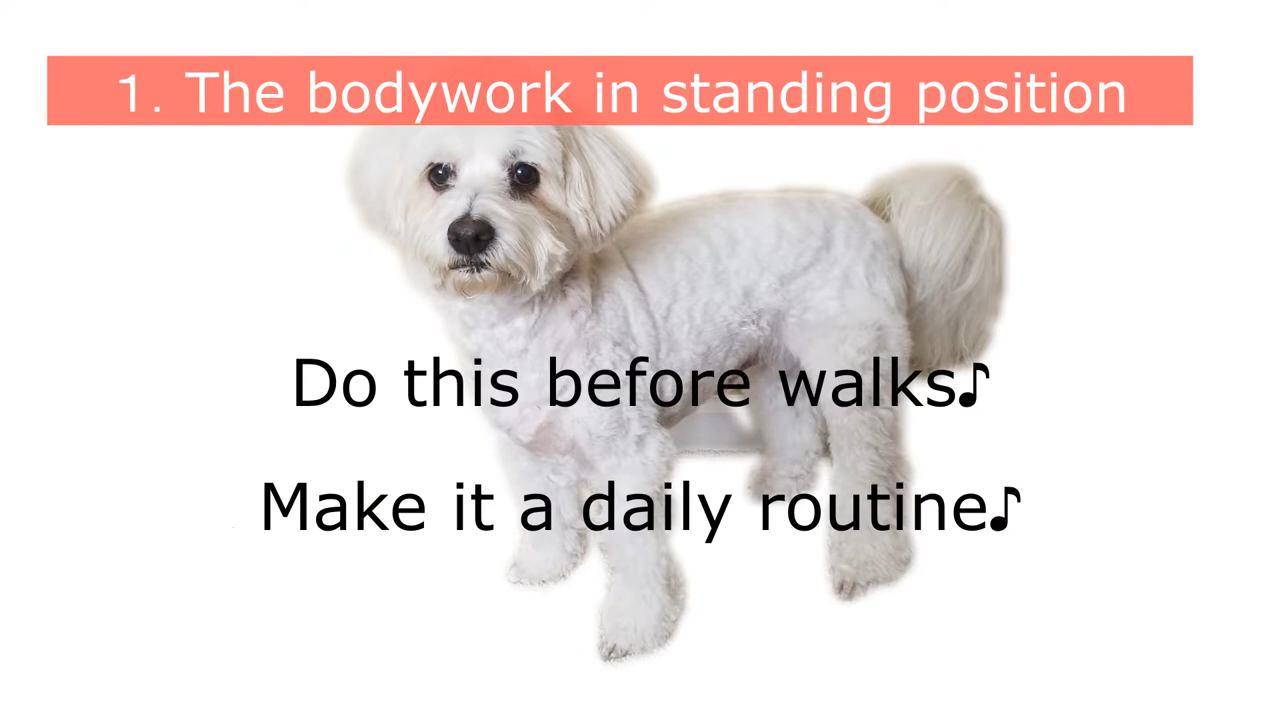 1. The bodywork in standing position
Do this before walks♪
Make it a daily routine♪